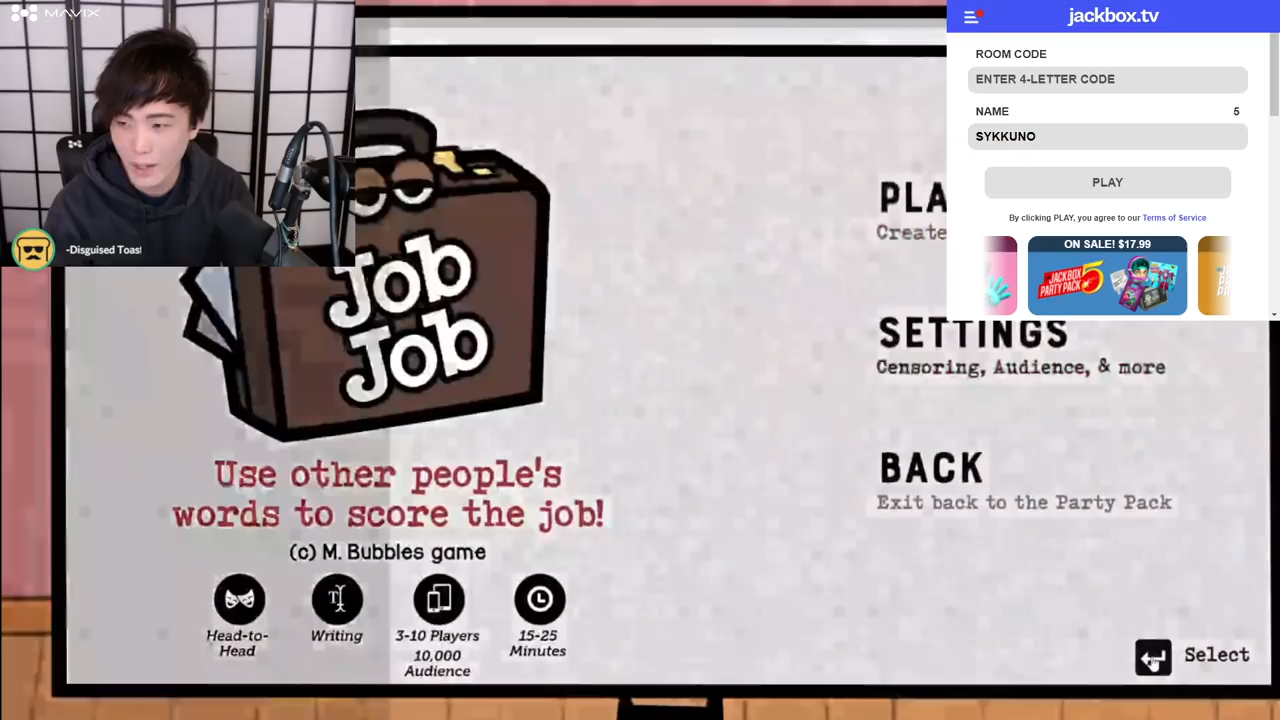 MAVIX
-Disguised Toast
Job
Job
Use other people's
words to score the job!
(c) M. Bubbles game
Head-to-
Head
Writing
3-10 Players
10,000
Audience
15-25
Minutes
PLA
Create
SETTINGS
Censoring, Audience, & more
BACK
Exit back to the Party Pack
Select
jackbox.tv
ROOM CODE
ENTER 4-LETTER CODE
NAME 5
SYKKUNO
PLAY
By clicking PLAY, you agree to our Terms of Service
ON SALE! $17.99
JACKBOX
PARTY PACK 5